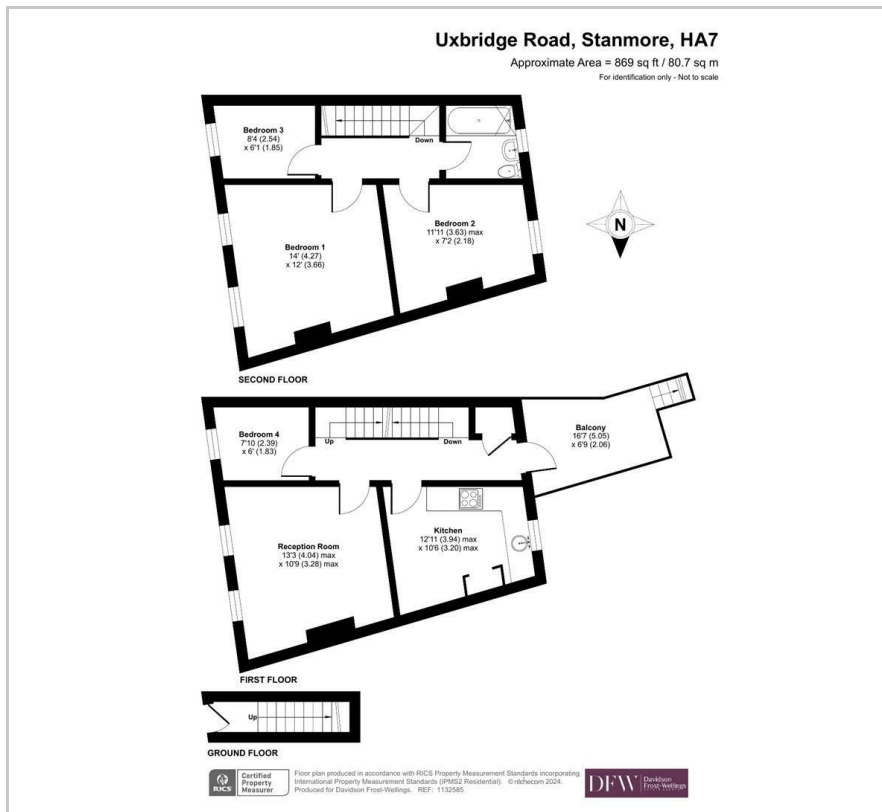 Uxbridge Road, Stanmore, HA7
Approximate Area = 869 sq ft / 80.7 sq m
For identification only - Not to scale
Bedroom 3
8'4 (2.54)
x 6'1 (1.85)
Down
Bedroom 1
14' (4.27)
x 12' (3.66)
Bedroom 2
11'11 (3.63) max
x 7'2 (2.18)
N
SECOND FLOOR
Bedroom 4
7'10 (2.39)
x 6' (1.83)
Up
Down
Balcony
16'7 (5.05)
x 6'9 (2.06)
Reception Room
13'3 (4.04) max
x 10'9 (3.28) max
Kitchen
12'11 (3.94) max
x 10'6 (3.20) max
FIRST FLOOR
Up
GROUND FLOOR
RICS
Certified
Property
Measurer
Floor plan produced in accordance with RICS Property Measurement Standards incorporating
International Property Measurement Standards (IPMS2 Residential). © nichecom 2024.
Produced for Davidson Frost-Wellings. REF: 1132585
DFW
Davidson
Frost-Wellings